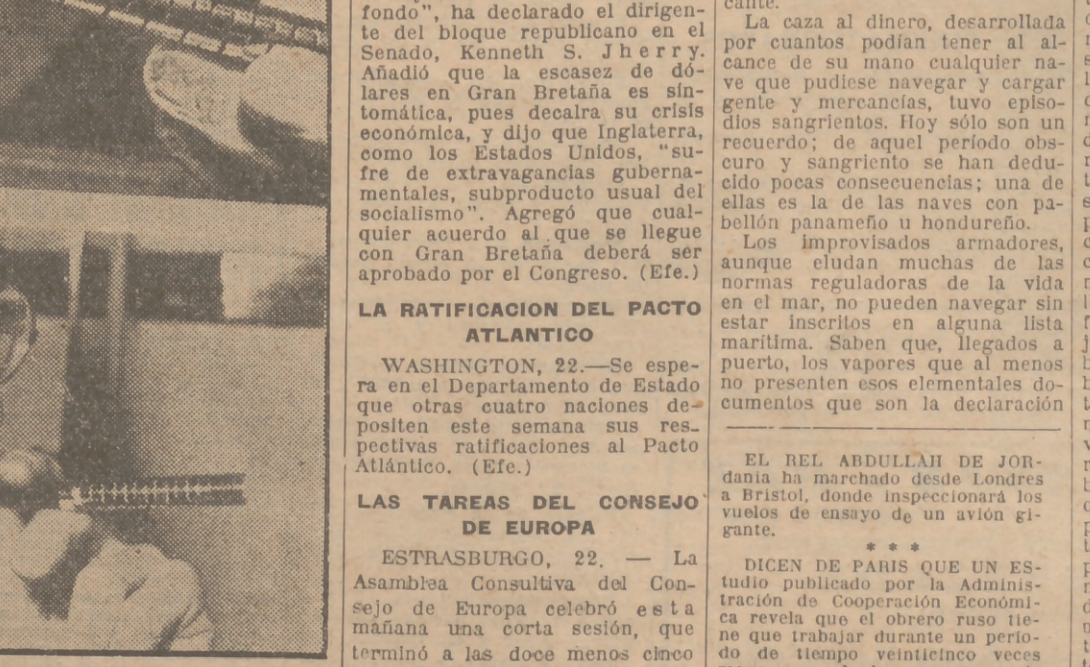 fondo", ha declarado el dirigen-
te del bloque republicano en el
Senado, Kenneth S. Jherry.
Añadió que la escasez de dó-
lares en Gran Bretaña es sin-
tomática, pues decalra su crisis
económica, y dijo que Inglaterra,
como los Estados Unidos, "su-
fre de extravagancias guberna-
mentales, subproducto usual del
socialismo". Agregó que cual-
quier acuerdo al que se llegue
con Gran Bretaña deberá ser
aprobado por el Congreso. (Efe.)
LA RATIFICACION DEL PACTO
ATLANTICO
WASHINGTON, 22.—Se espe-
ra en el Departamento de Estado
que otras cuatro naciones de-
positen este semana sus res-
pectivas ratificaciones al Pacto
Atlántico. (Efe.)
LAS TAREAS DEL CONSEJO
DE EUROPA
ESTRASBURGO, 22. — La
Asamblea Consultiva del Con-
sejo de Europa celebró esta
mañana una corta sesión, que
terminó a las doce menos cinco
cante.
La caza al dinero, desarrollada
por cuantos podían tener al al-
cance de su mano cualquier na-
ve que pudiese navegar y cargar
gente y mercancías, tuvo episo-
dios sangrientos. Hoy sólo son un
recuerdo; de aquel período obs-
curo y sangriento se han dedu-
cido pocas consecuencias; una de
ellas es la de las naves con pa-
bellón panameño u hondureño.
Los improvisados armadores,
aunque eludan muchas de las
normas reguladoras de la vida
en el mar, no pueden navegar sin
estar inscritos en alguna lista
marítima. Saben que, llegados a
puerto, los vapores que al menos
no presenten esos elementales do-
cumentos que son la declaración
EL REL ABDULLAH DE JOR-
dania ha marchado desde Londres
a Bristol, donde inspeccionará los
vuelos de ensayo de un avión gi-
gante.
* * *
DICEN DE PARIS QUE UN ES-
tudio publicado por la Adminis-
tración de Cooperación Económi-
ca revela que el obrero ruso tie-
ne que trabajar durante un perío-
do de tiempo veinticinco veces